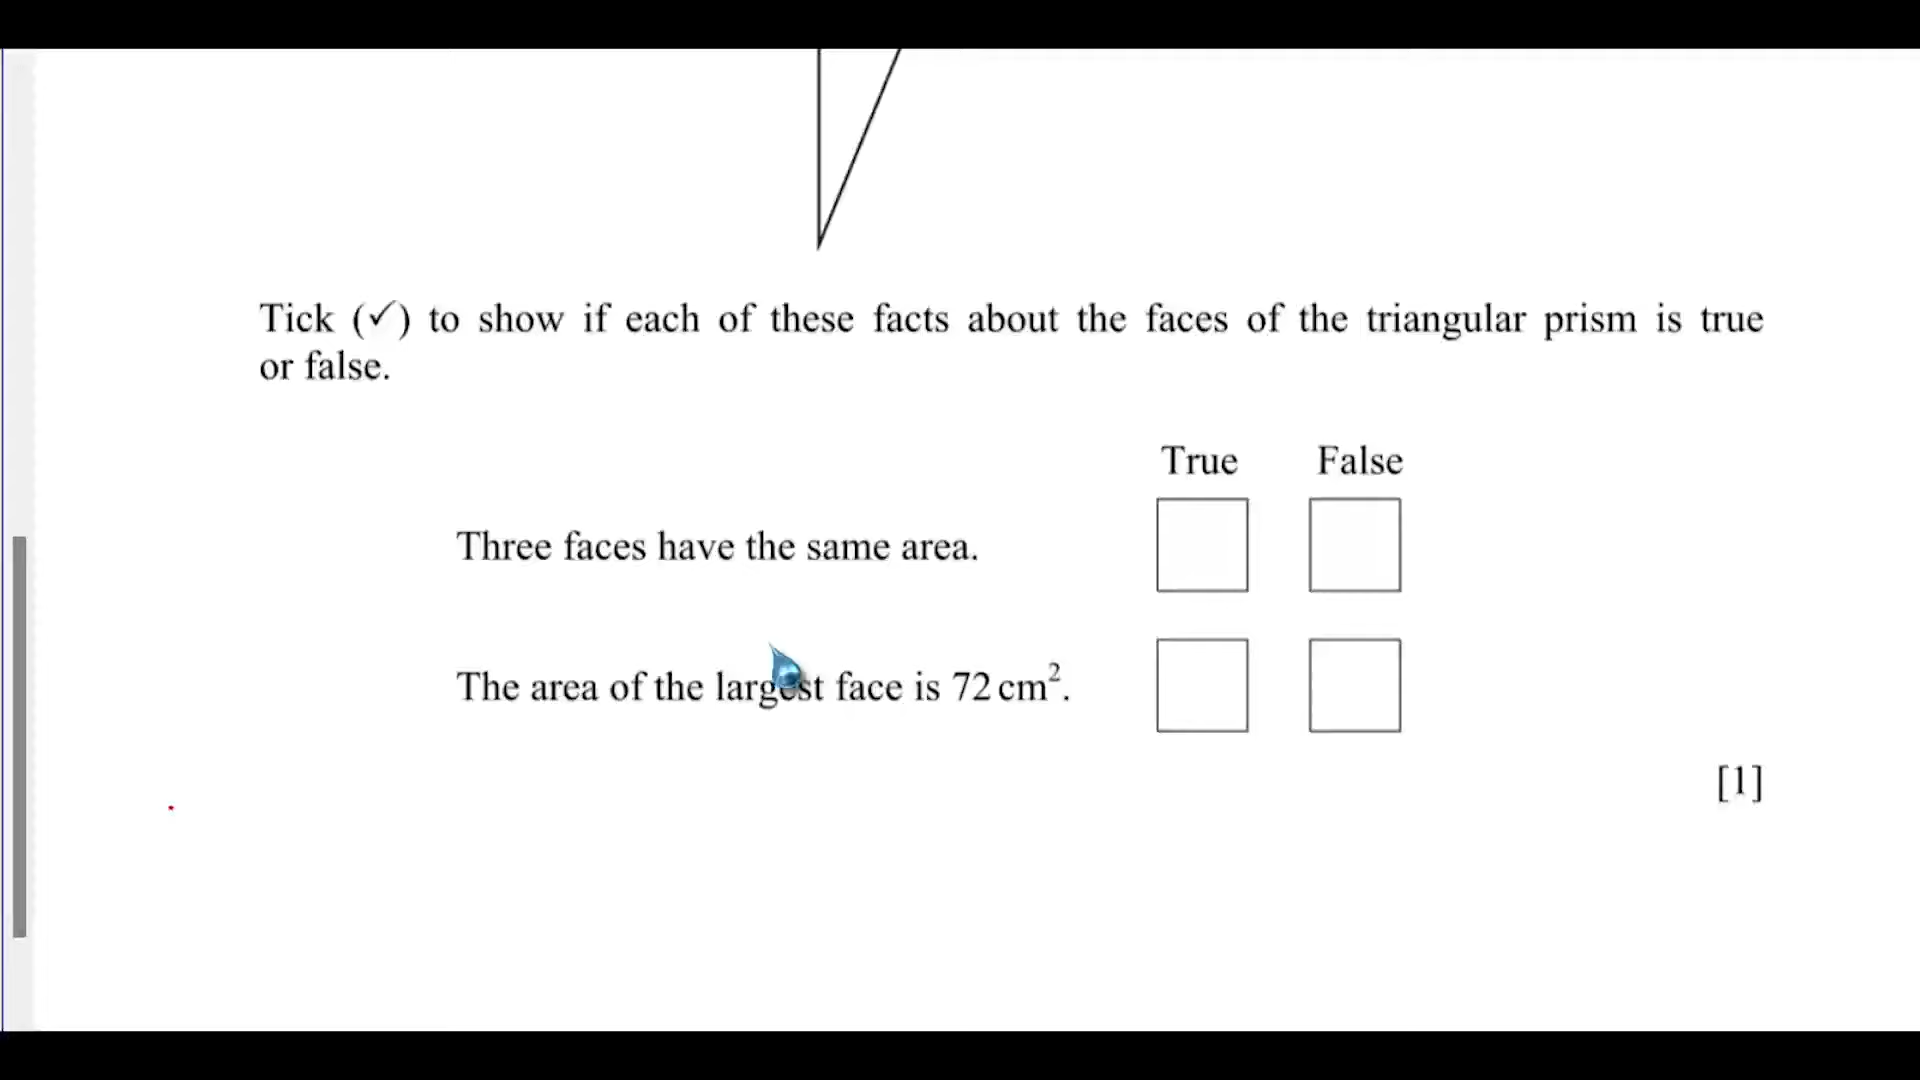 Tick (✓) to show if each of these facts about the faces of the triangular prism is true
or false.
True False
Three faces have the same area.
The area of the largest face is 72 cm².
[1]